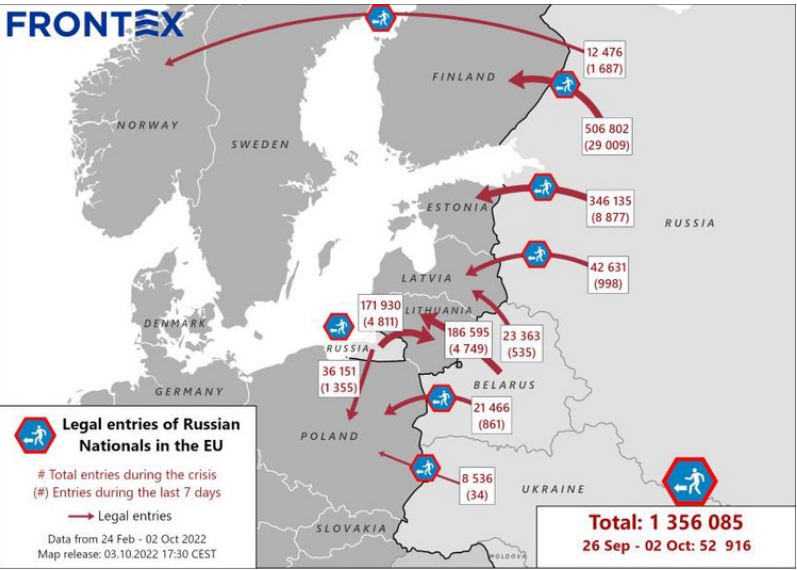 FRONTEX
12 476
(1 687)
FINLAND
506 802
(29 009)
NORWAY
SWEDEN
346 135
(8 877)
ESTONIA
RUSSIA
42 631
(998)
LATVIA
171 930
(4 811)
LITHUANIA
DENMARK
186 595
(4 749)
23 363
(535)
RUSSIA
36 151
(1 355)
BELARUS
GERMANY
21 466
(861)
POLAND
8 536
(34)
UKRAINE
SLOVAKIA
MOLDOVA
Legal entries of Russian
Nationals in the EU
# Total entries during the crisis
(#) Entries during the last 7 days
Legal entries
Data from 24 Feb - 02 Oct 2022
Map release: 03.10.2022 17:30 CEST
Total: 1 356 085
26 Sep - 02 Oct: 52 916